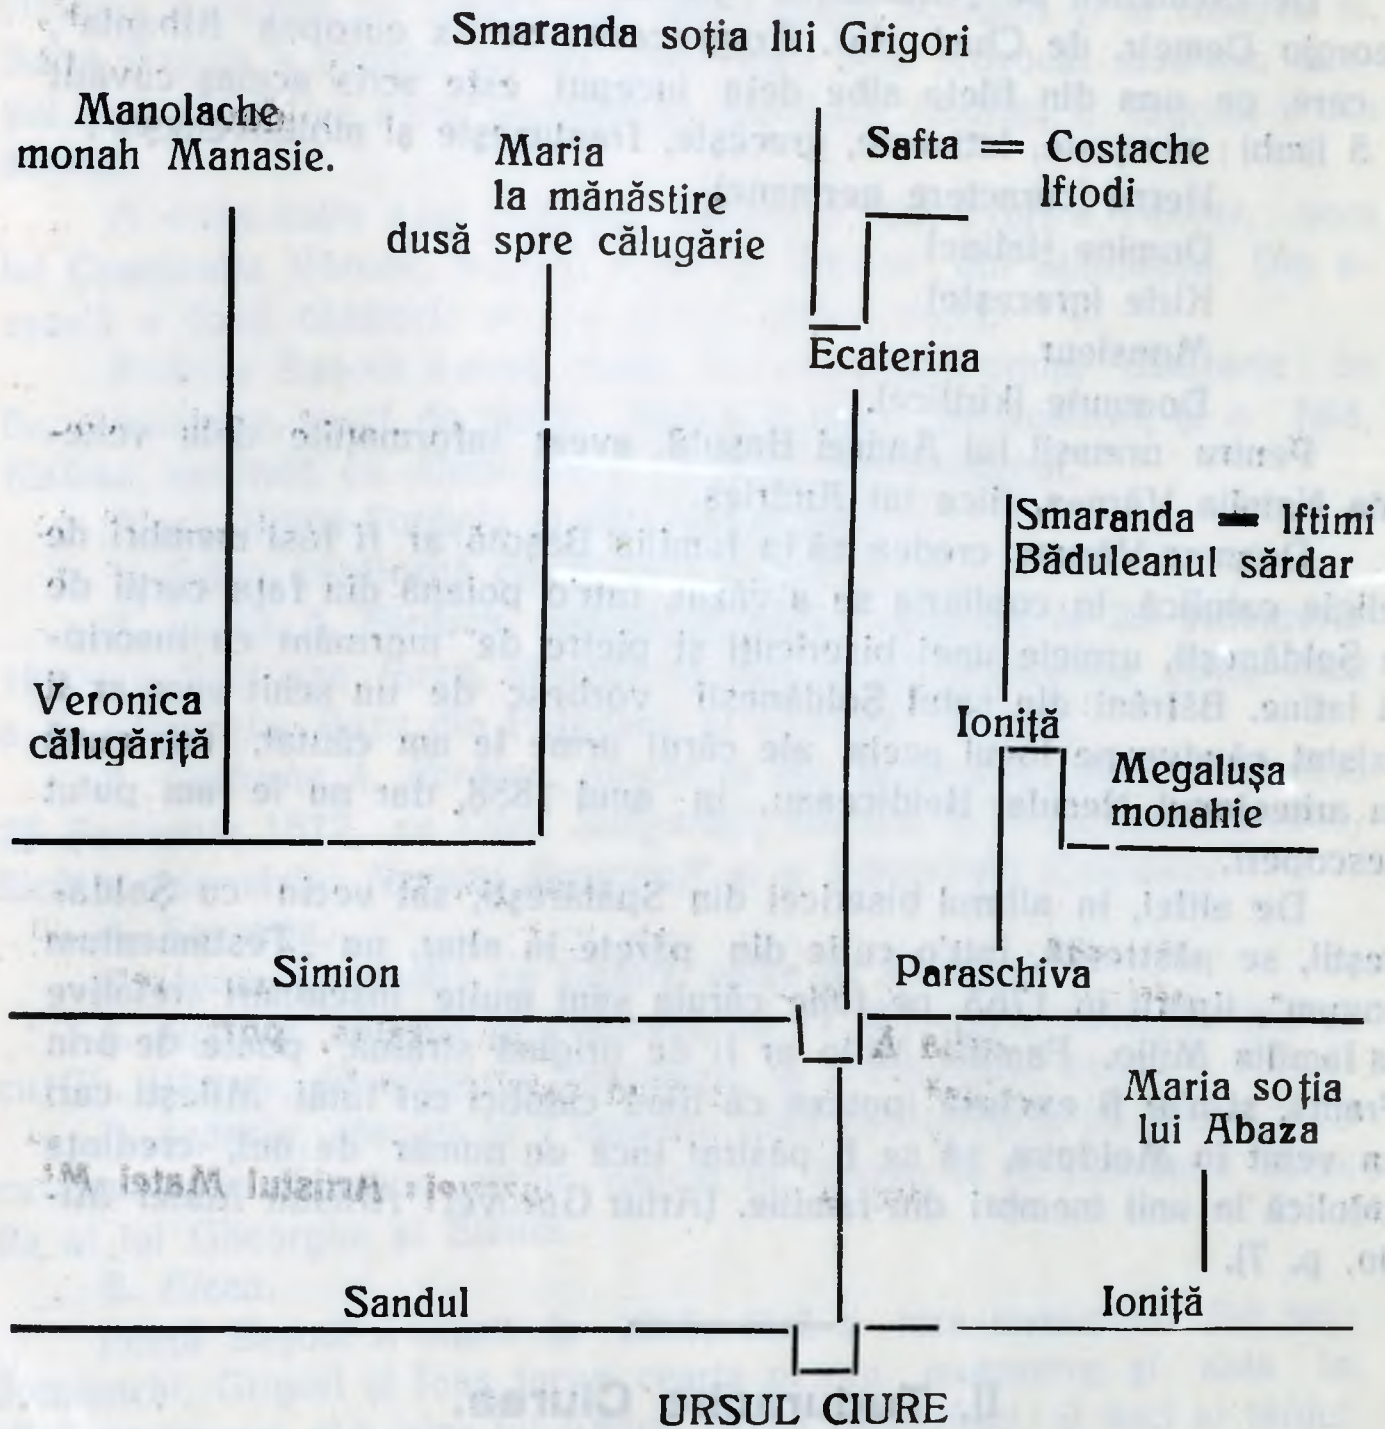 Smaranda soția lui Grigori
Manolache
monah Manasie.
Maria
la mănăstire
dusă spre călugărie
Safta = Costache
Iftodi
Ecaterina
Smaranda = Iftimi
Băduleanul sărdar
Veronica
călugăriță
Ioniță
Megalușa
monahie
Simion
Paraschiva
Maria soția
lui Abaza
Sandul
Ioniță
URSUL CIURE